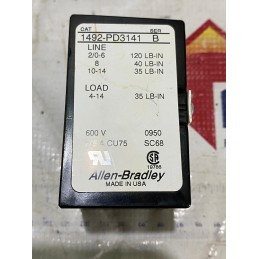 CAT SER
1492-PD3141 B
LINE
2/0-6 120 LB-IN
8 40 LB-IN
10-14 35 LB-IN
LOAD
4-14 35 LB-IN
600 V 0950
A CU75 SC68
Allen-Bradley
MADE IN USA